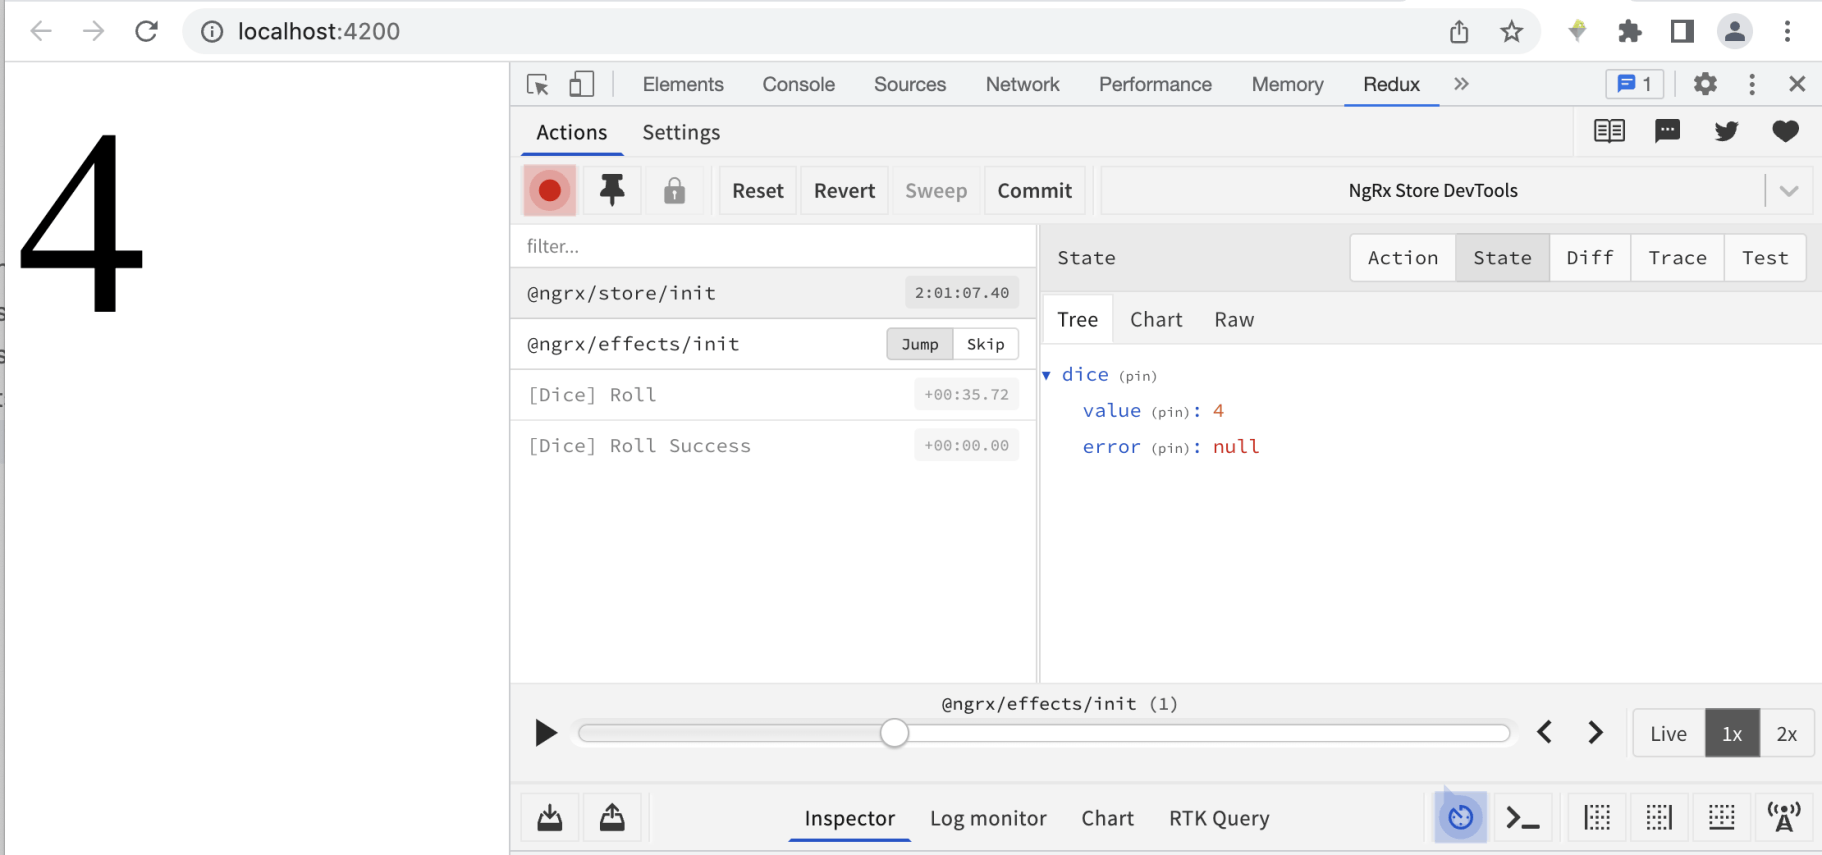 localhost:4200
4
Elements Console Sources Network Performance Memory Redux » 1
Actions Settings
Reset Revert Sweep Commit NgRx Store DevTools
filter...
State Action State Diff Trace Test
@ngrx/store/init 2:01:07.40
Tree Chart Raw
@ngrx/effects/init Jump Skip
dice (pin)
[Dice] Roll +00:35.72
value (pin): 4
[Dice] Roll Success +00:00.00
error (pin): null
@ngrx/effects/init (1)
Live 1x 2x
Inspector Log monitor Chart RTK Query